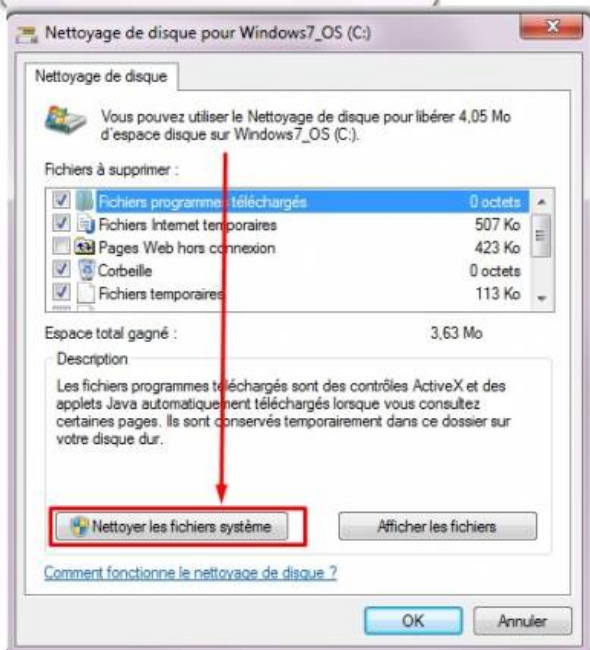 Nettoyage de disque pour Windows7_OS (C:)
Nettoyage de disque
Vous pouvez utiliser le Nettoyage de disque pour libérer 4,05 Mo
d'espace disque sur Windows7_OS (C:).
Fichiers à supprimer :
Fichiers programmes téléchargés 0 octets
Fichiers Internet temporaires 507 Ko
Pages Web hors connexion 423 Ko
Corbeille 0 octets
Fichiers temporaires 113 Ko
Espace total gagné : 3,63 Mo
Description
Les fichiers programmes téléchargés sont des contrôles ActiveX et des
applets Java automatiquement téléchargés lorsque vous consultez
certaines pages. Ils sont conservés temporairement dans ce dossier sur
votre disque dur.
Nettoyer les fichiers système Afficher les fichiers
Comment fonctionne le nettoyage de disque ?
OK Annuler